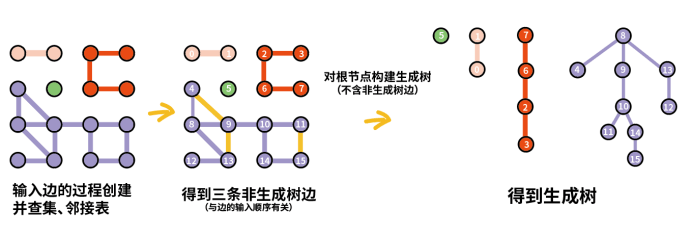 0 1 2 3
4 5 6 7
8 9 10 11
12 13 14 15
输入边的过程创建
并查集、邻接表
得到三条非生成树边
（与边的输入顺序有关）
对根节点构建生成树
（不含非生成树边）
5 1 7 8
0 6 4 9 13
2 10 12
3 11 14
15
得到生成树